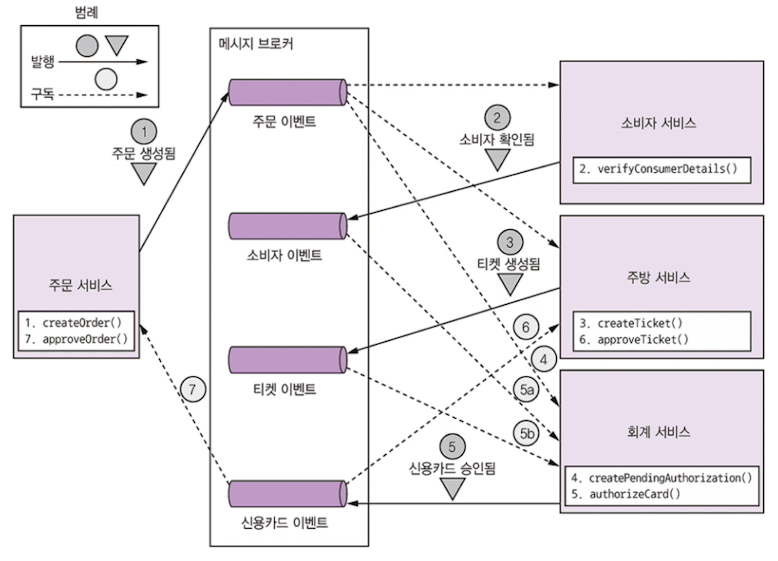 범례
발행
구독
1
주문 생성됨
주문 서비스
1. createOrder()
7. approveOrder()
7
메시지 브로커
주문 이벤트
소비자 이벤트
티켓 이벤트
신용카드 이벤트
2
소비자 확인됨
3
티켓 생성됨
6
4
5a
5b
5
신용카드 승인됨
소비자 서비스
2. verifyConsumerDetails()
주방 서비스
3. createTicket()
6. approveTicket()
회계 서비스
4. createPendingAuthorization()
5. authorizeCard()